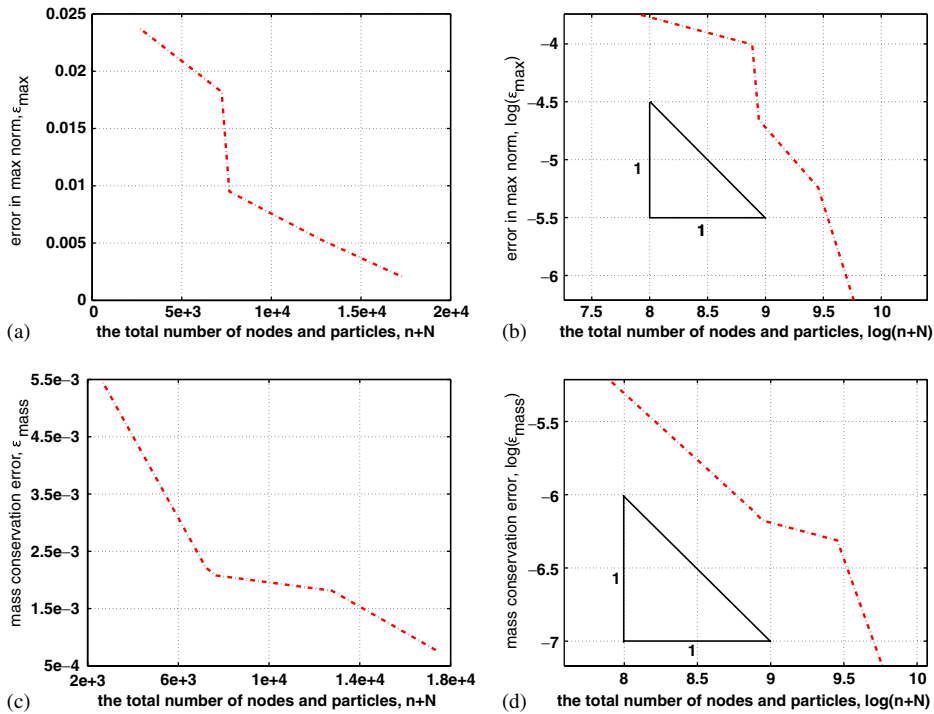 0.025
0.02
0.015
0.01
0.005
0
error in max norm, ε max
0
5e+3
1e+4
1.5e+4
2e+4
(a)
the total number of nodes and particles, n+N
−4
−4.5
−5
−5.5
−6
error in max norm, log(ε max)
1
1
7.5
8
8.5
9
9.5
10
(b)
the total number of nodes and particles, log(n+N)
5.5e−3
4.5e−3
3.5e−3
2.5e−3
1.5e−3
5e−4
mass conservation error, ε mass
2e+3
6e+3
1e+4
1.4e+4
1.8e+4
(c)
the total number of nodes and particles, n+N
−5.5
−6
−6.5
−7
mass conservation error, log(ε mass)
1
1
8
8.5
9
9.5
10
(d)
the total number of nodes and particles, log(n+N)